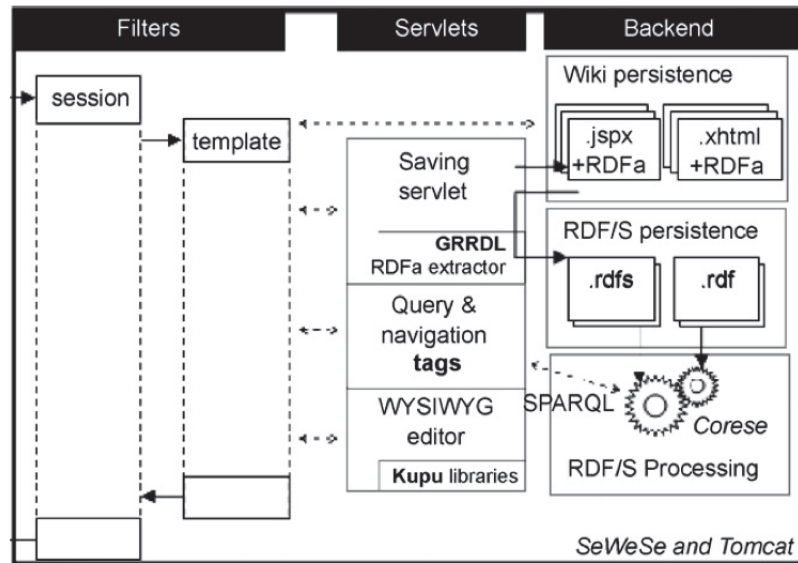 Filters
Servlets
Backend
session
template
Saving
servlet
GRRDL
RDFa extractor
Query &
navigation
tags
WYSIWYG
editor
Kupu libraries
Wiki persistence
.jspx
+RDFa
.xhtml
+RDFa
RDF/S persistence
.rdfs
.rdf
SPARQL
Corese
RDF/S Processing
SeWeSe and Tomcat